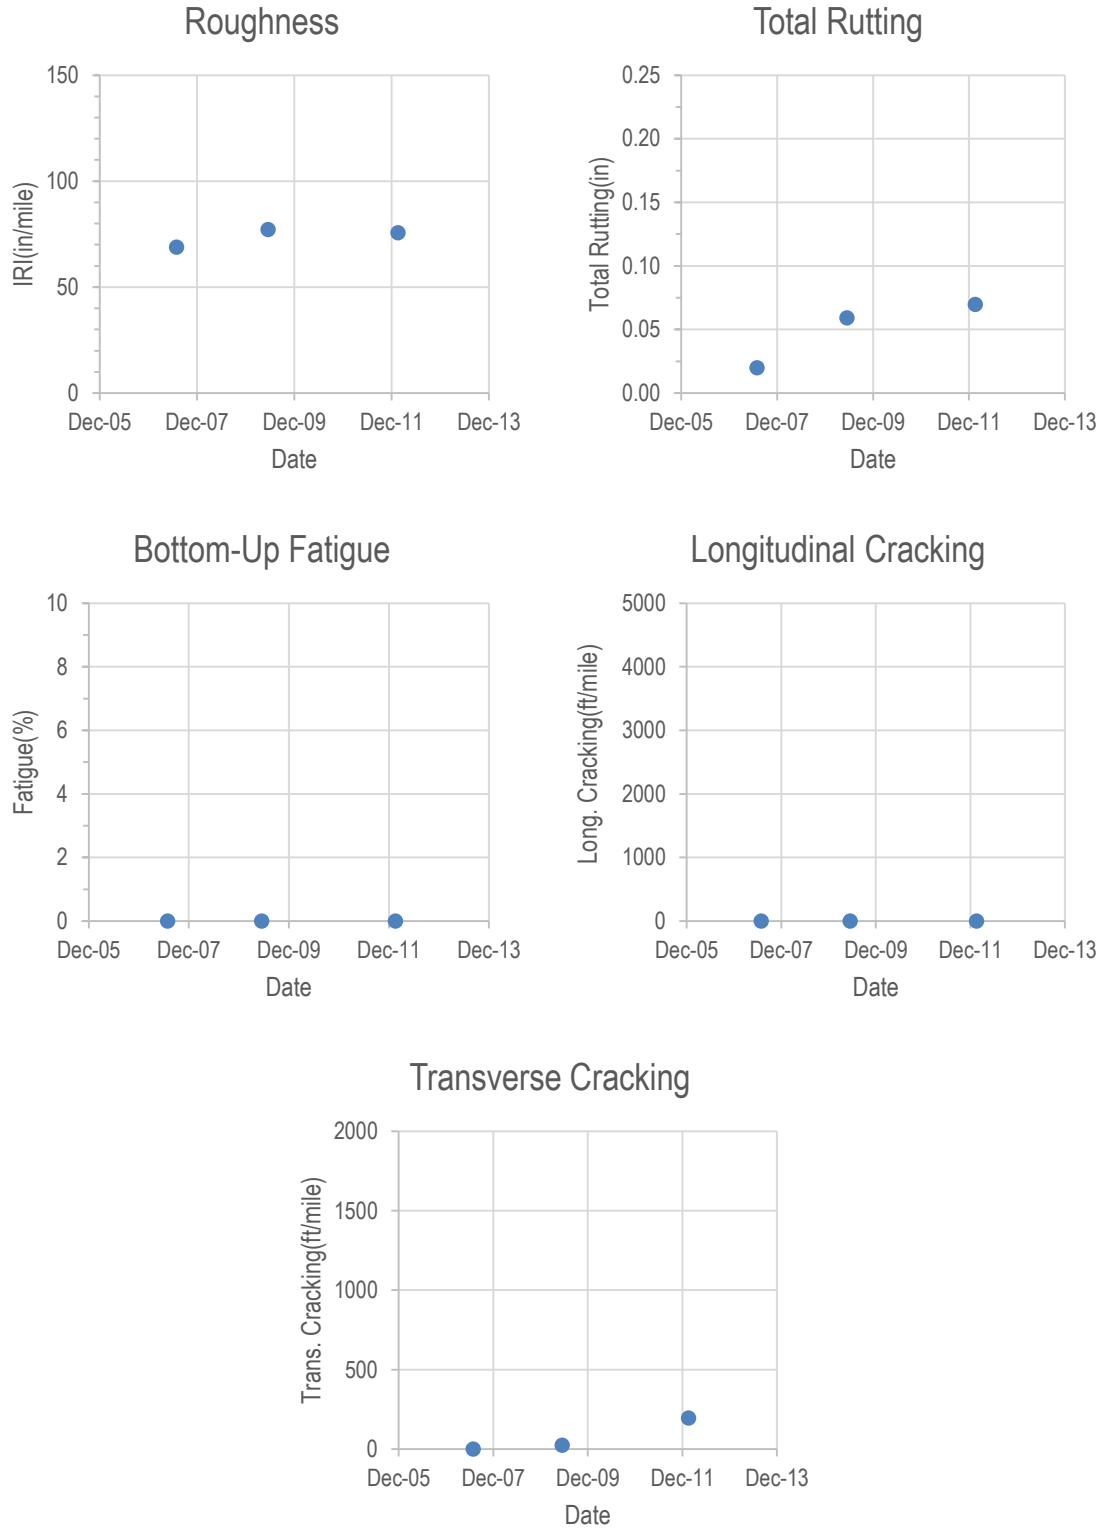 Roughness
150
100
50
0
IRI(in/mile)
Dec-05 Dec-07 Dec-09 Dec-11 Dec-13
Date
Total Rutting
0.25
0.20
0.15
0.10
0.05
0.00
Total Rutting(in)
Dec-05 Dec-07 Dec-09 Dec-11 Dec-13
Date
Bottom-Up Fatigue
10
8
6
4
2
0
Fatigue(%)
Dec-05 Dec-07 Dec-09 Dec-11 Dec-13
Date
Longitudinal Cracking
5000
4000
3000
2000
1000
0
Long. Cracking(ft/mile)
Dec-05 Dec-07 Dec-09 Dec-11 Dec-13
Date
Transverse Cracking
2000
1500
1000
500
0
Trans. Cracking(ft/mile)
Dec-05 Dec-07 Dec-09 Dec-11 Dec-13
Date